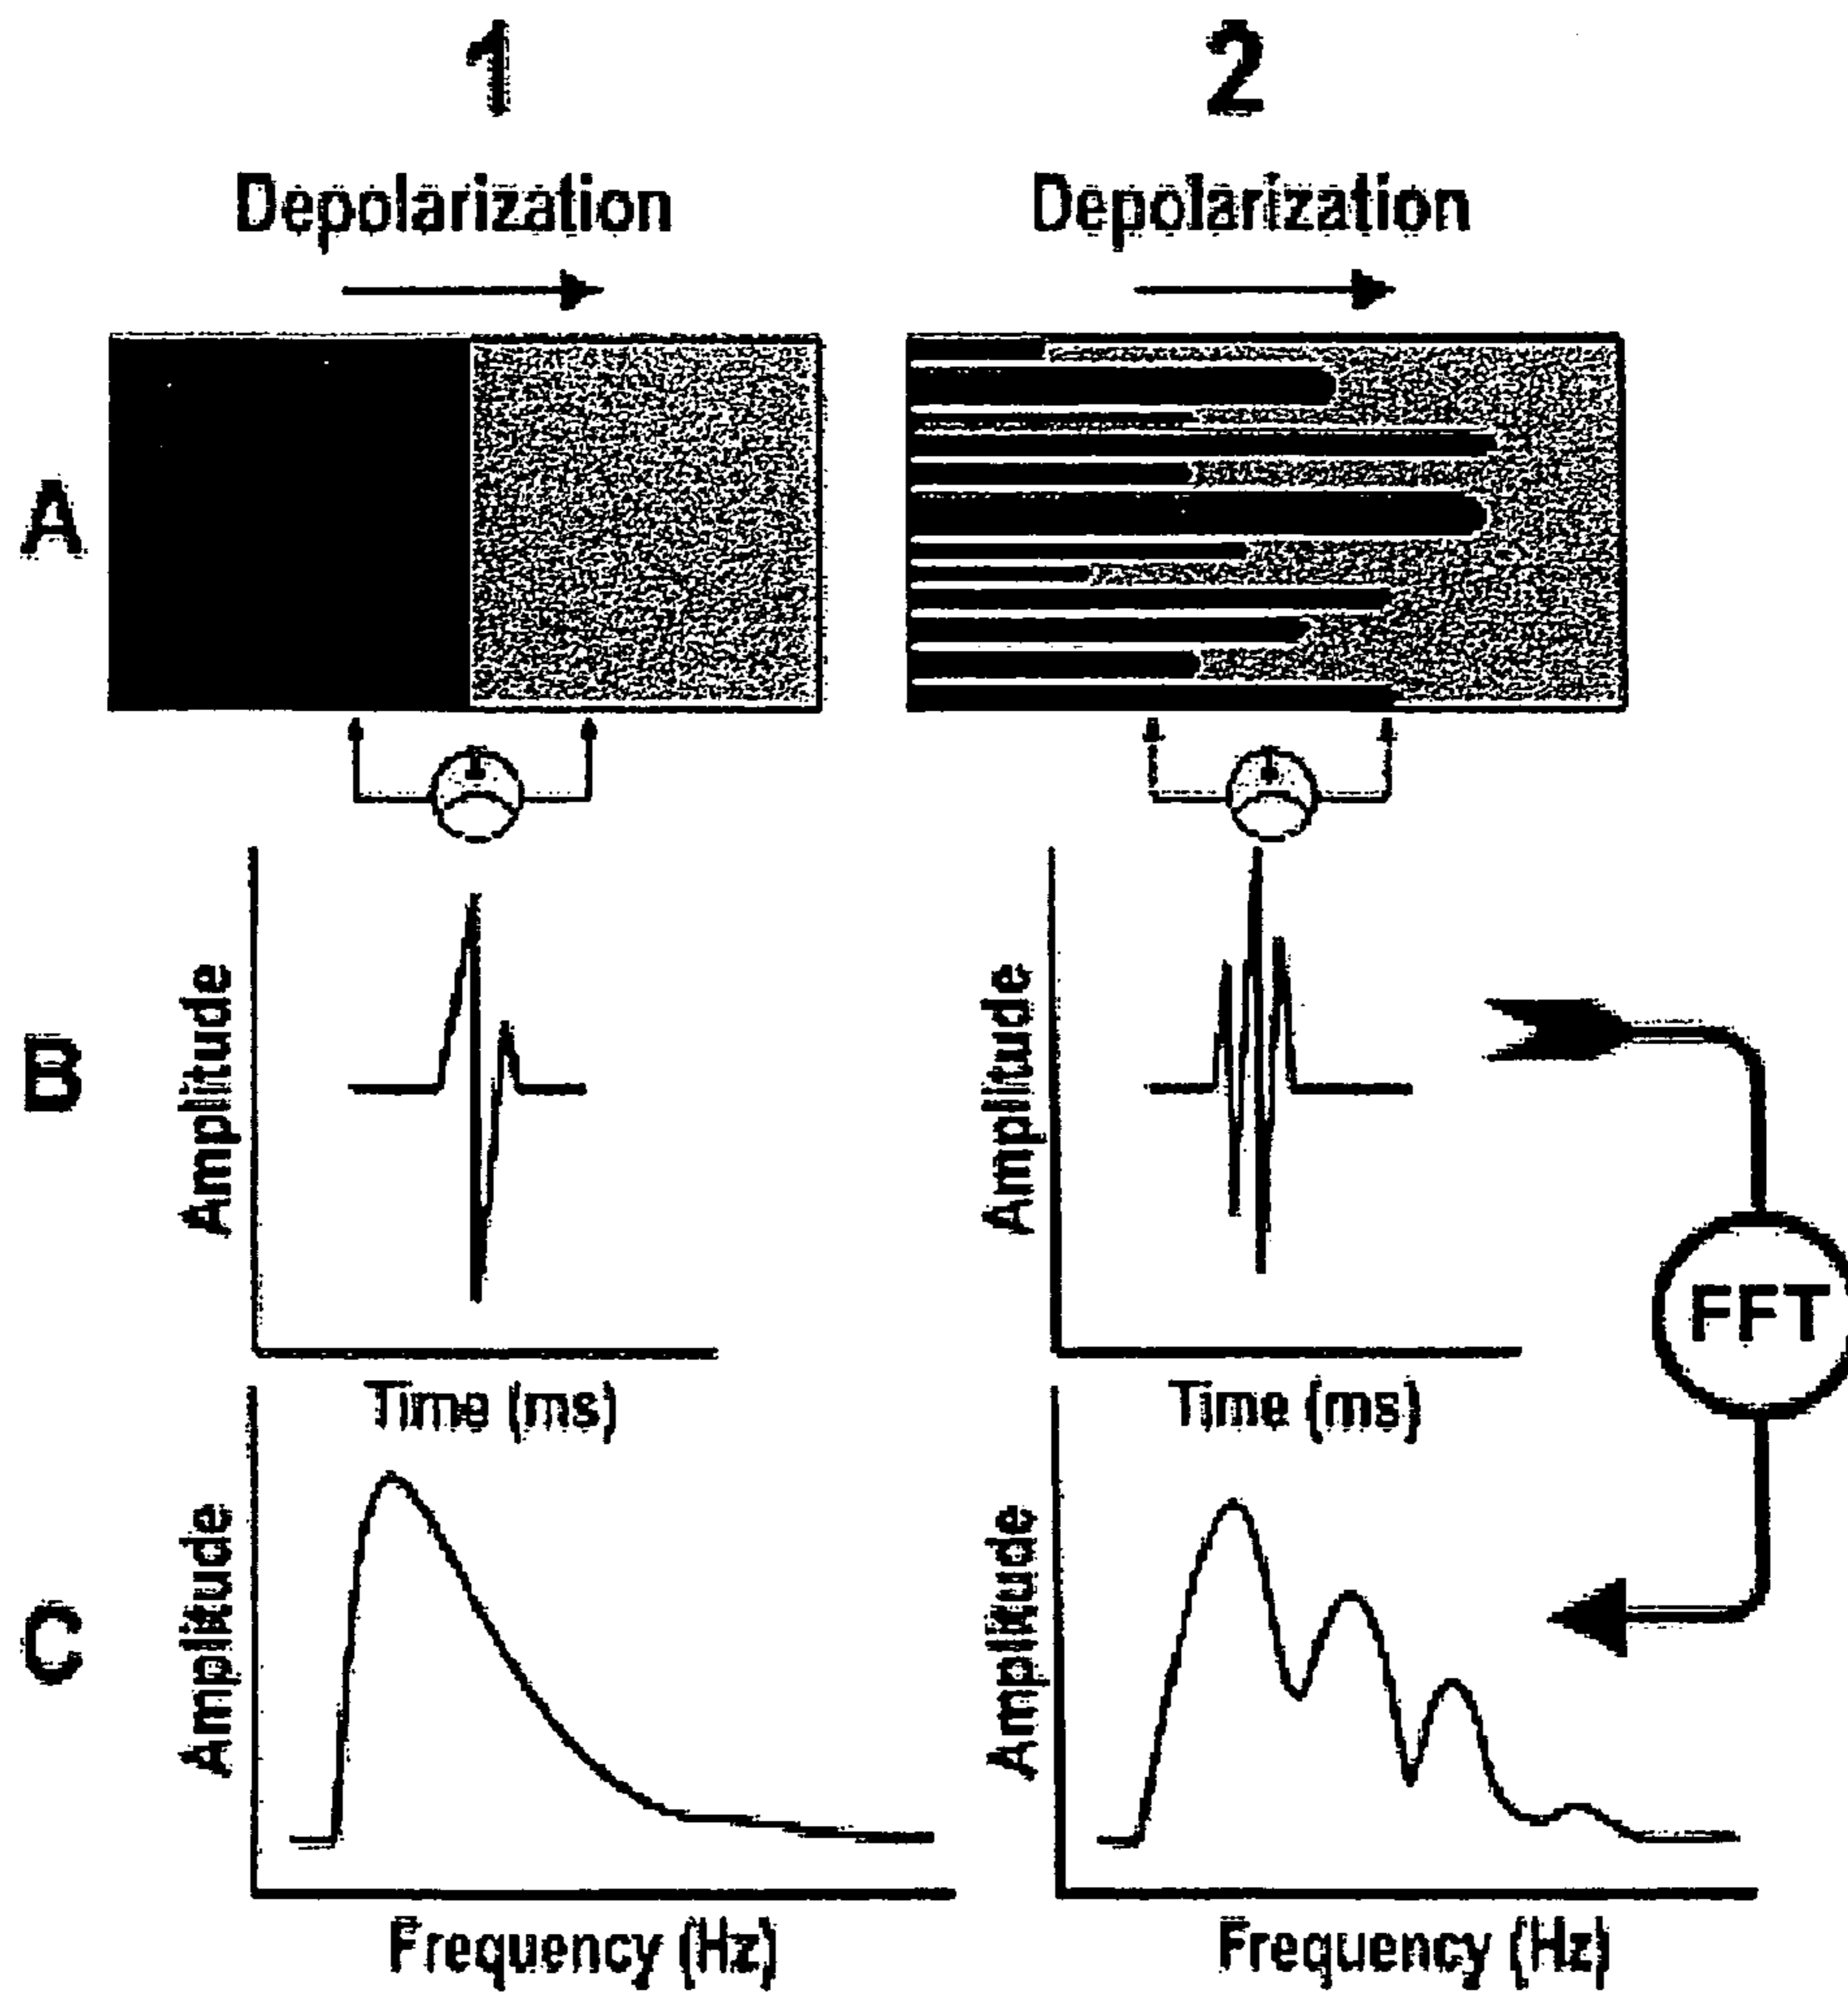 1
2
Depolarization
Depolarization
A
B
Amplitude
Amplitude
FFT
Time (ms)
Time (ms)
C
Amplitude
Amplitude
Frequency (Hz)
Frequency (Hz)